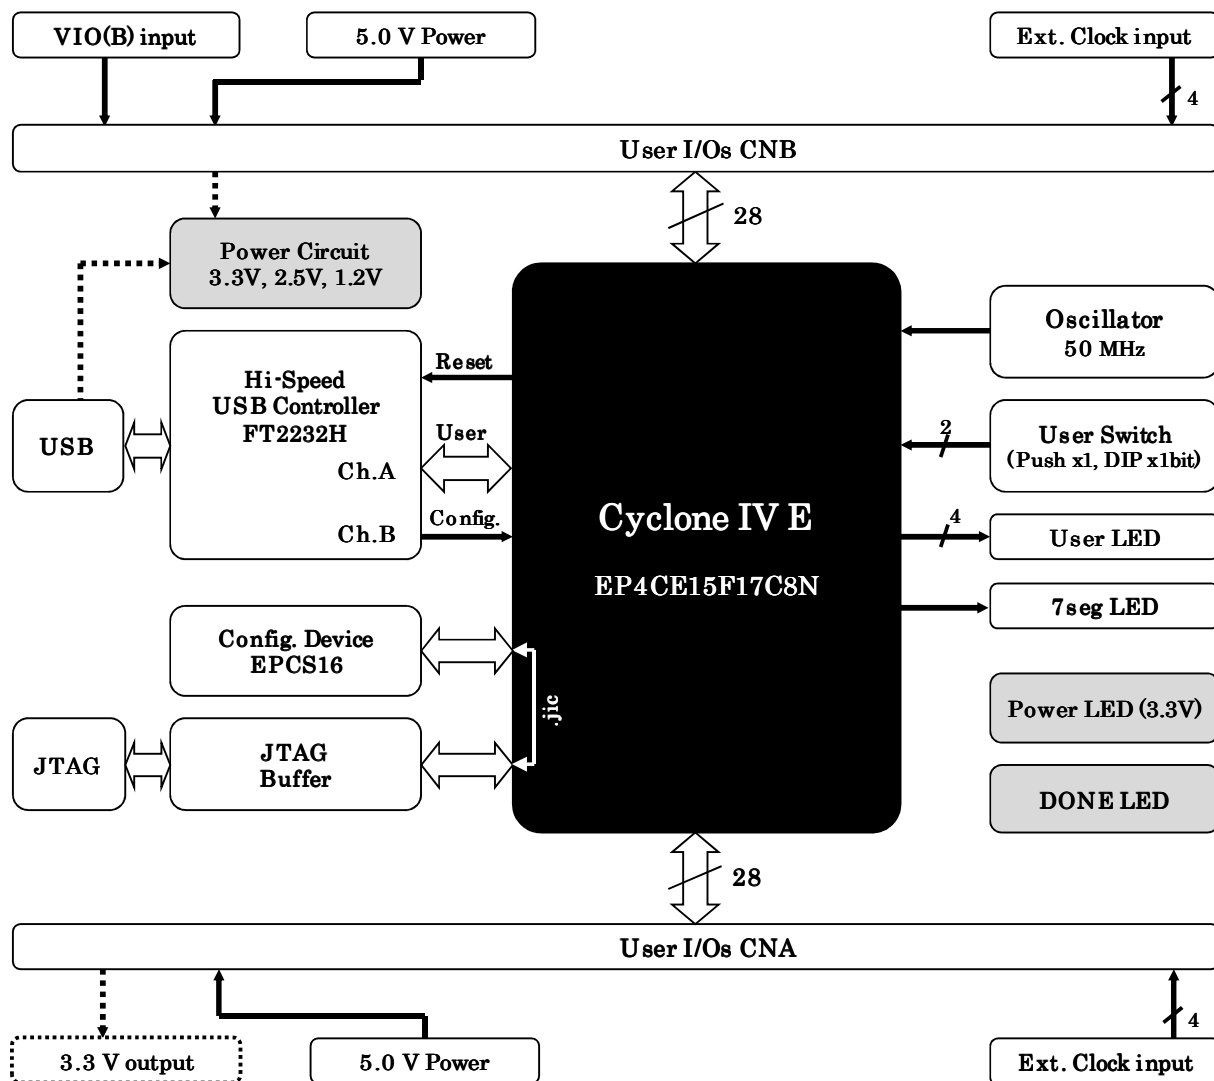 VIO(B) input
5.0 V Power
Ext. Clock input
4
User I/Os CNB
28
Power Circuit
3.3V, 2.5V, 1.2V
Oscillator
50 MHz
Reset
Hi-Speed
USB Controller
FT2232H
USB
User
Ch.A
2
User Switch
(Push x1, DIP x1bit)
Config.
Ch.B
Cyclone IV E
EP4CE15F17C8N
4
User LED
7seg LED
Config. Device
EPCS16
.jic
Power LED (3.3V)
JTAG
JTAG
Buffer
DONE LED
28
User I/Os CNA
4
3.3 V output
5.0 V Power
Ext. Clock input